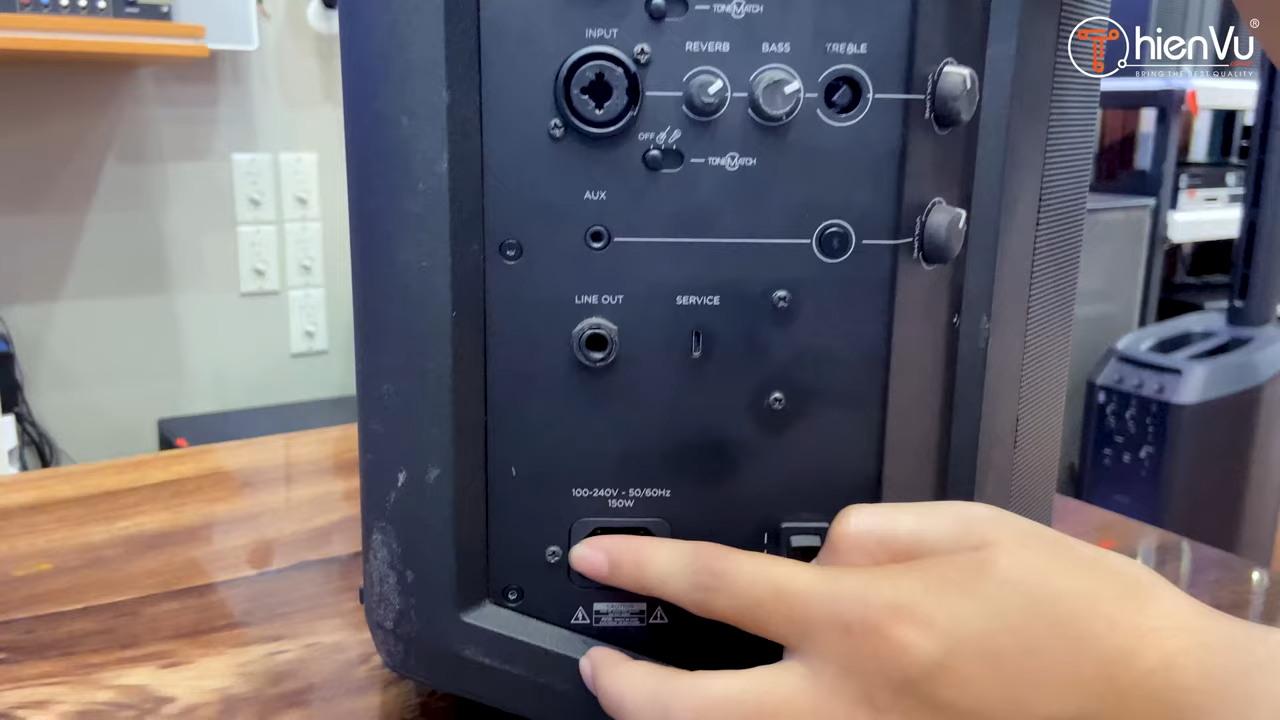 TONEMATCH
INPUT
REVERB
BASS
TREBLE
OFF
TONEMATCH
AUX
LINE OUT
SERVICE
100-240V ~ 50/60Hz
150W
CAUTION
ThienVu®
BRING THE BEST QUALITY